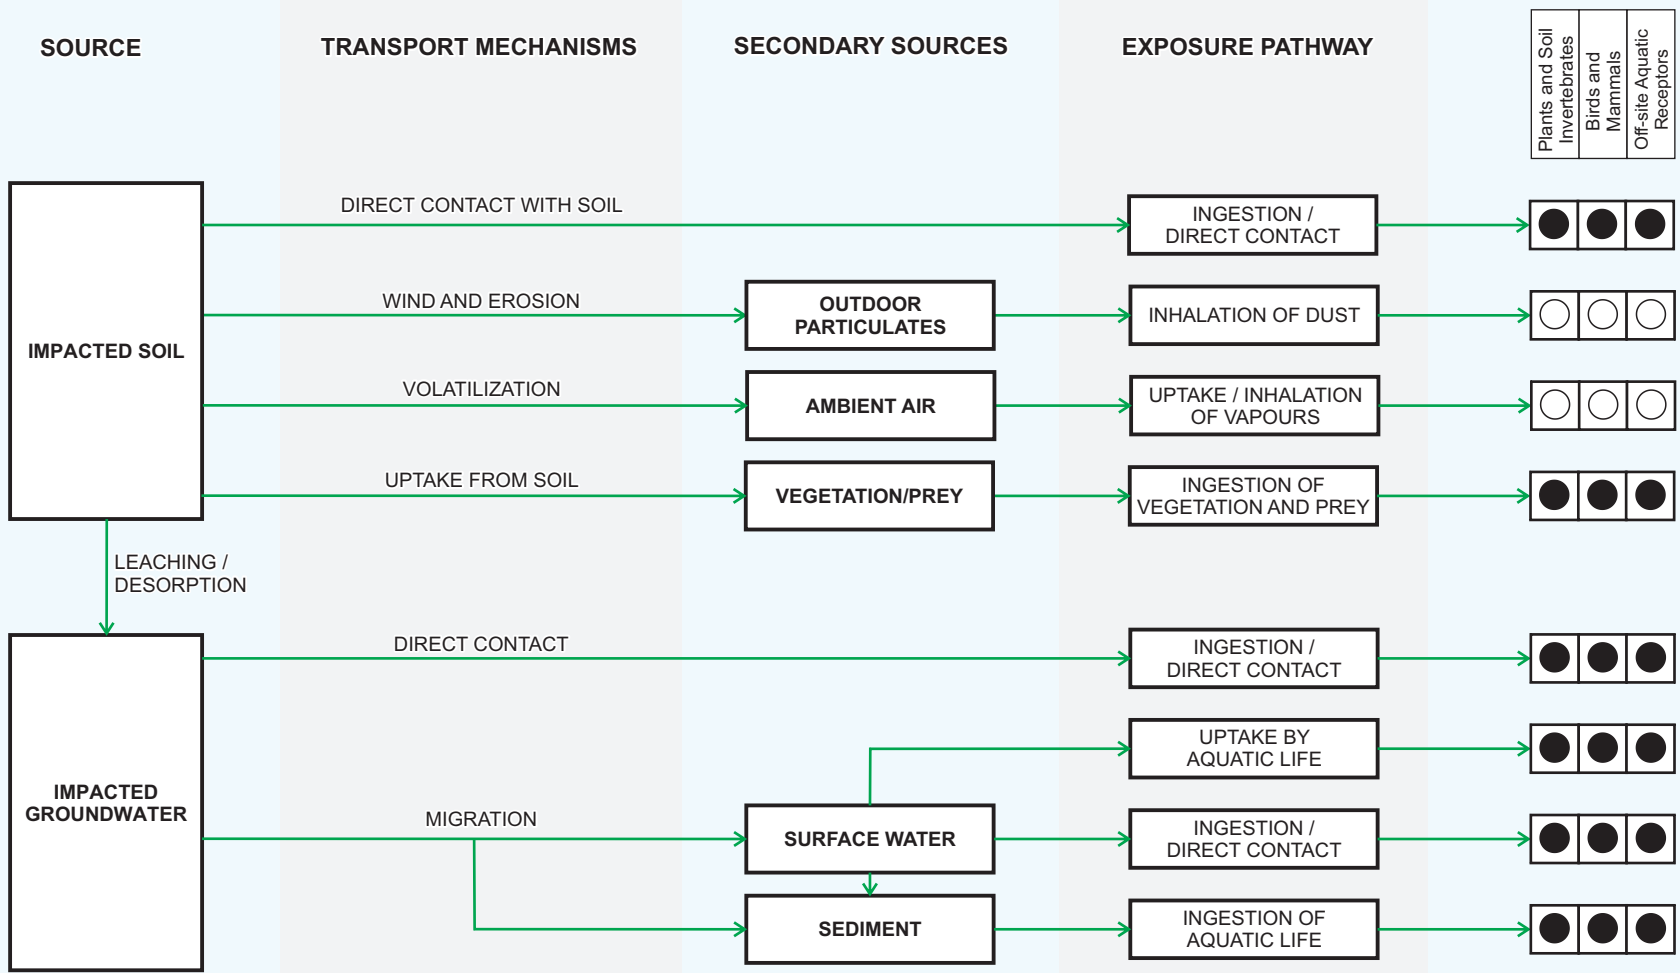 SOURCE
TRANSPORT MECHANISMS
SECONDARY SOURCES
EXPOSURE PATHWAY
Plants and Soil
Invertebrates
Birds and
Mammals
Off-site Aquatic
Receptors
IMPACTED SOIL
DIRECT CONTACT WITH SOIL
INGESTION /
DIRECT CONTACT
WIND AND EROSION
OUTDOOR
PARTICULATES
INHALATION OF DUST
VOLATILIZATION
AMBIENT AIR
UPTAKE / INHALATION
OF VAPOURS
UPTAKE FROM SOIL
VEGETATION/PREY
INGESTION OF
VEGETATION AND PREY
LEACHING /
DESORPTION
IMPACTED
GROUNDWATER
DIRECT CONTACT
INGESTION /
DIRECT CONTACT
UPTAKE BY
AQUATIC LIFE
MIGRATION
SURFACE WATER
INGESTION /
DIRECT CONTACT
SEDIMENT
INGESTION OF
AQUATIC LIFE